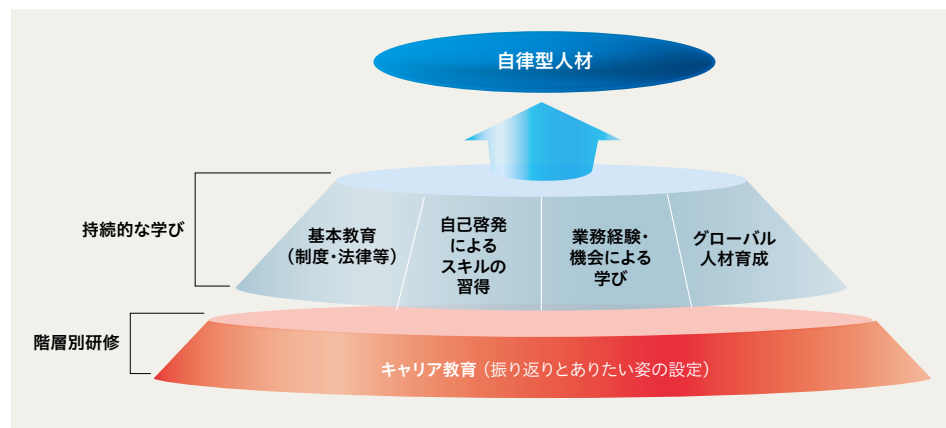 自律型人材
持続的な学び
基本教育
（制度・法律等）
自己啓発
による
スキルの
習得
業務経験・
機会による
学び
グローバル
人材育成
階層別研修
キャリア教育（振り返りとありたい姿の設定）